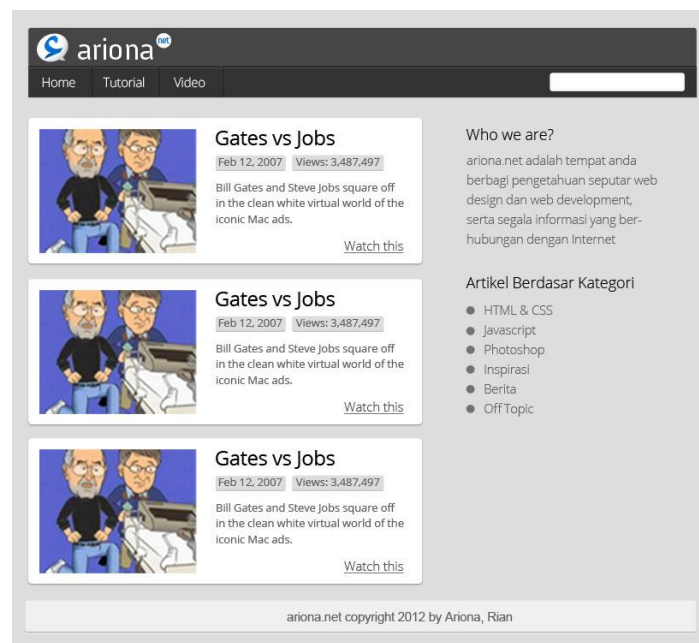 ariona net
Home Tutorial Video
Gates vs Jobs
Feb 12, 2007 Views: 3,487,497
Bill Gates and Steve Jobs square off
in the clean white virtual world of the
iconic Mac ads.
Watch this
Gates vs Jobs
Feb 12, 2007 Views: 3,487,497
Bill Gates and Steve Jobs square off
in the clean white virtual world of the
iconic Mac ads.
Watch this
Gates vs Jobs
Feb 12, 2007 Views: 3,487,497
Bill Gates and Steve Jobs square off
in the clean white virtual world of the
iconic Mac ads.
Watch this
Who we are?
ariona.net adalah tempat anda
berbagi pengetahuan seputar web
design dan web development,
serta segala informasi yang ber-
hubungan dengan Internet
Artikel Berdasar Kategori
HTML & CSS
Javascript
Photoshop
Inspirasi
Berita
Off Topic
ariona.net copyright 2012 by Ariona, Rian